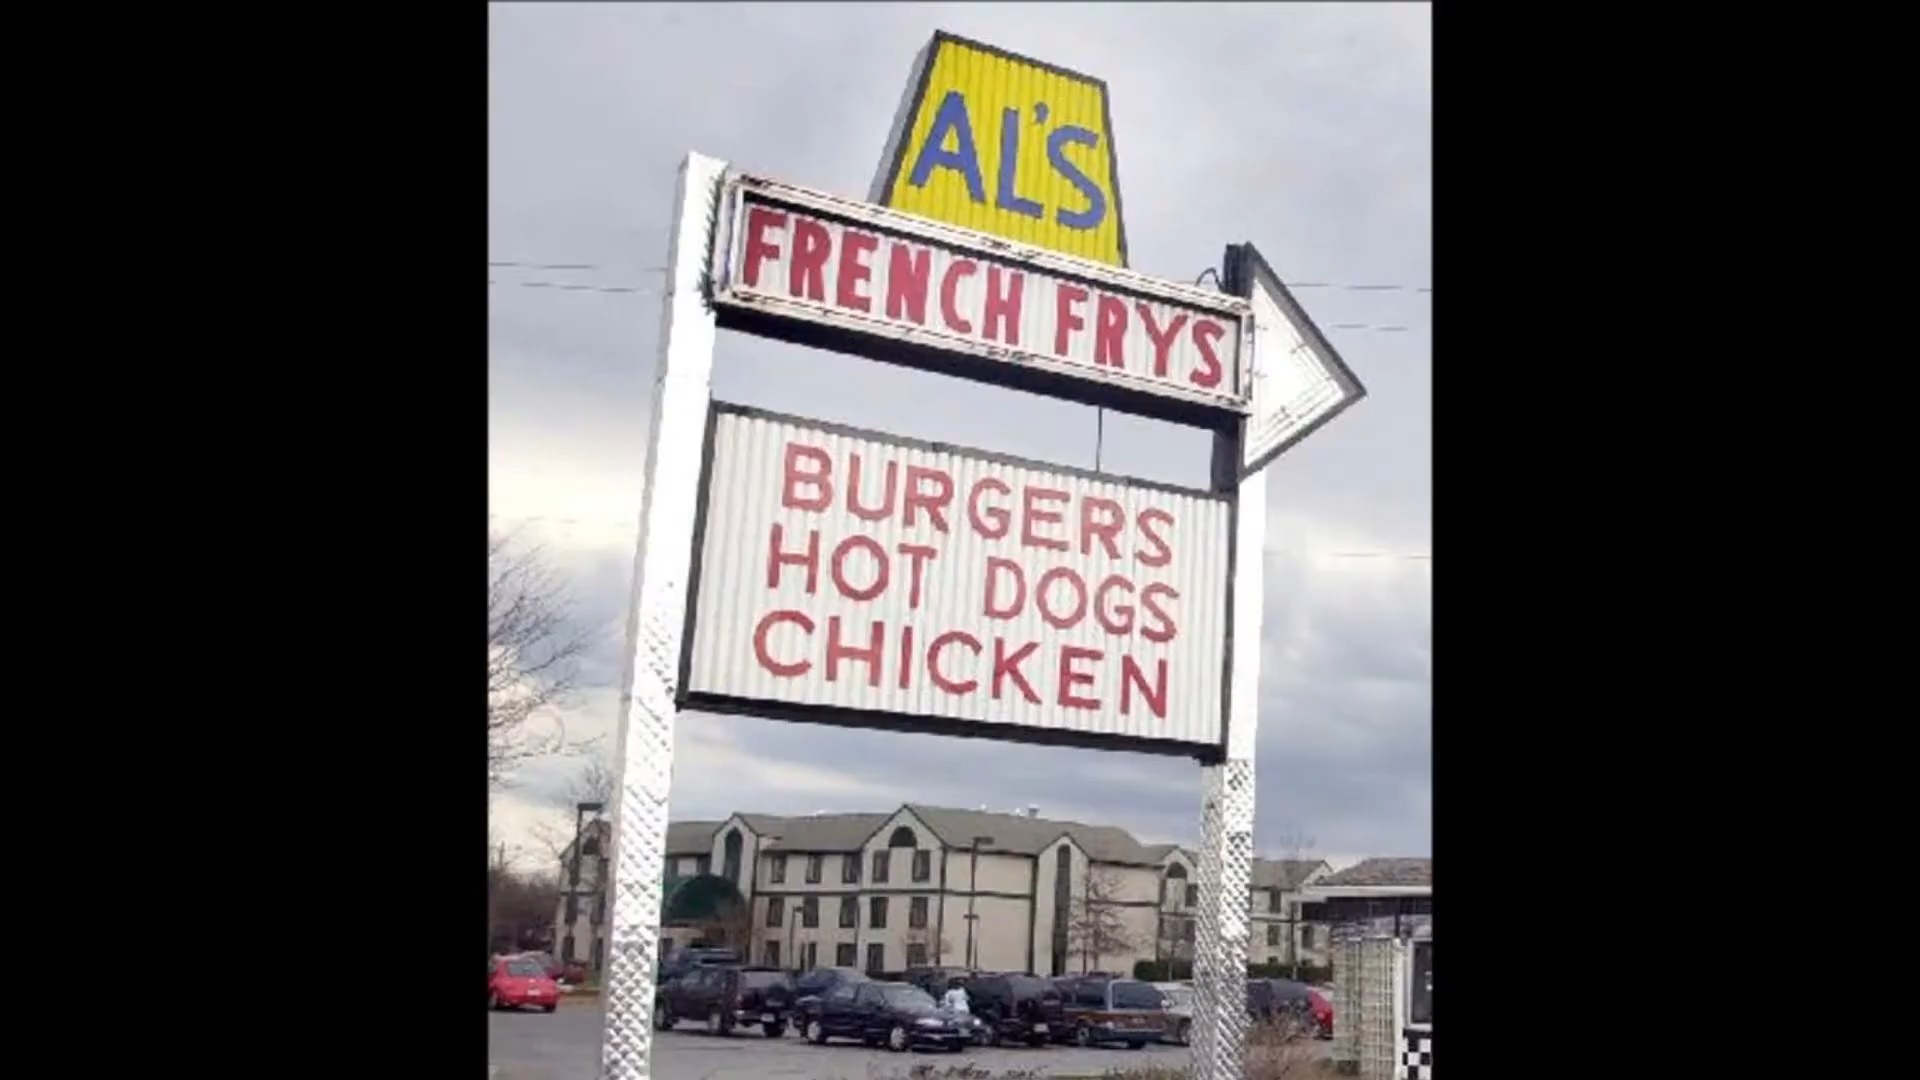 AL'S
FRENCH FRYS
BURGERS
HOT DOGS
CHICKEN